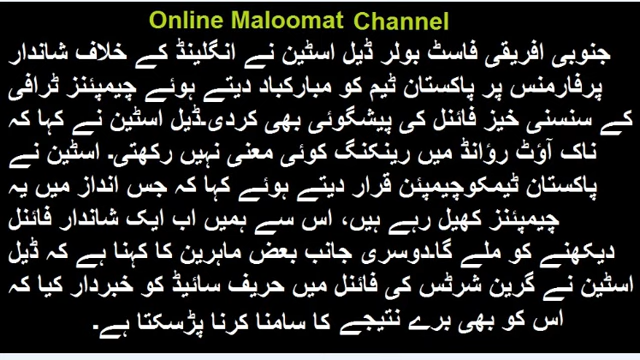 Online Maloomat Channel
جنوبی افریقی فاسٹ بولر ڈیل اسٹین نے انگلینڈ کے خلاف شاندار
پرفارمنس پر پاکستان ٹیم کو مبارکباد دیتے ہوئے چیمپئنز ٹرافی
کے سنسنی خیز فائنل کی پیشگوئی بھی کردی۔ڈیل اسٹین نے کہا کہ
ناک آؤٹ رؤانڈ میں رینکنگ کوئی معنی نہیں رکھتی۔ اسٹین نے
پاکستان ٹیمکوچیمپئن قرار دیتے ہوئے کہا کہ جس انداز میں یہ
چیمپئنز کھیل رہے ہیں، اس سے ہمیں اب ایک شاندار فائنل
دیکھنے کو ملے گا۔دوسری جانب بعض ماہرین کا کہنا ہے کہ ڈیل
اسٹین نے گرین شرٹس کی فائنل میں حریف سائیڈ کو خبردار کیا کہ
اس کو بھی برے نتیجے کا سامنا کرنا پڑسکتا ہے۔